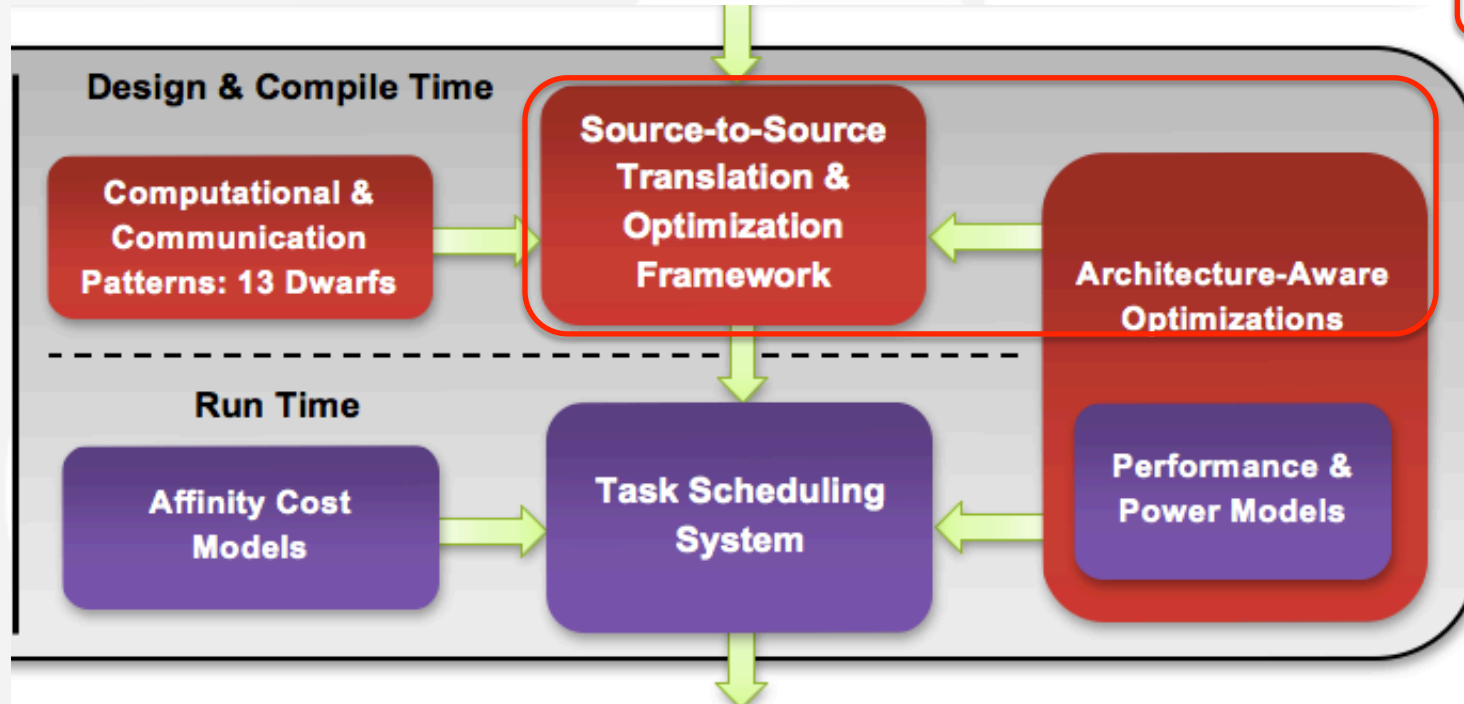 Design & Compile Time
Source-to-Source
Translation &
Optimization
Framework
Computational &
Communication
Patterns: 13 Dwarfs
Architecture-Aware
Optimizations
Run Time
Affinity Cost
Models
Task Scheduling
System
Performance &
Power Models